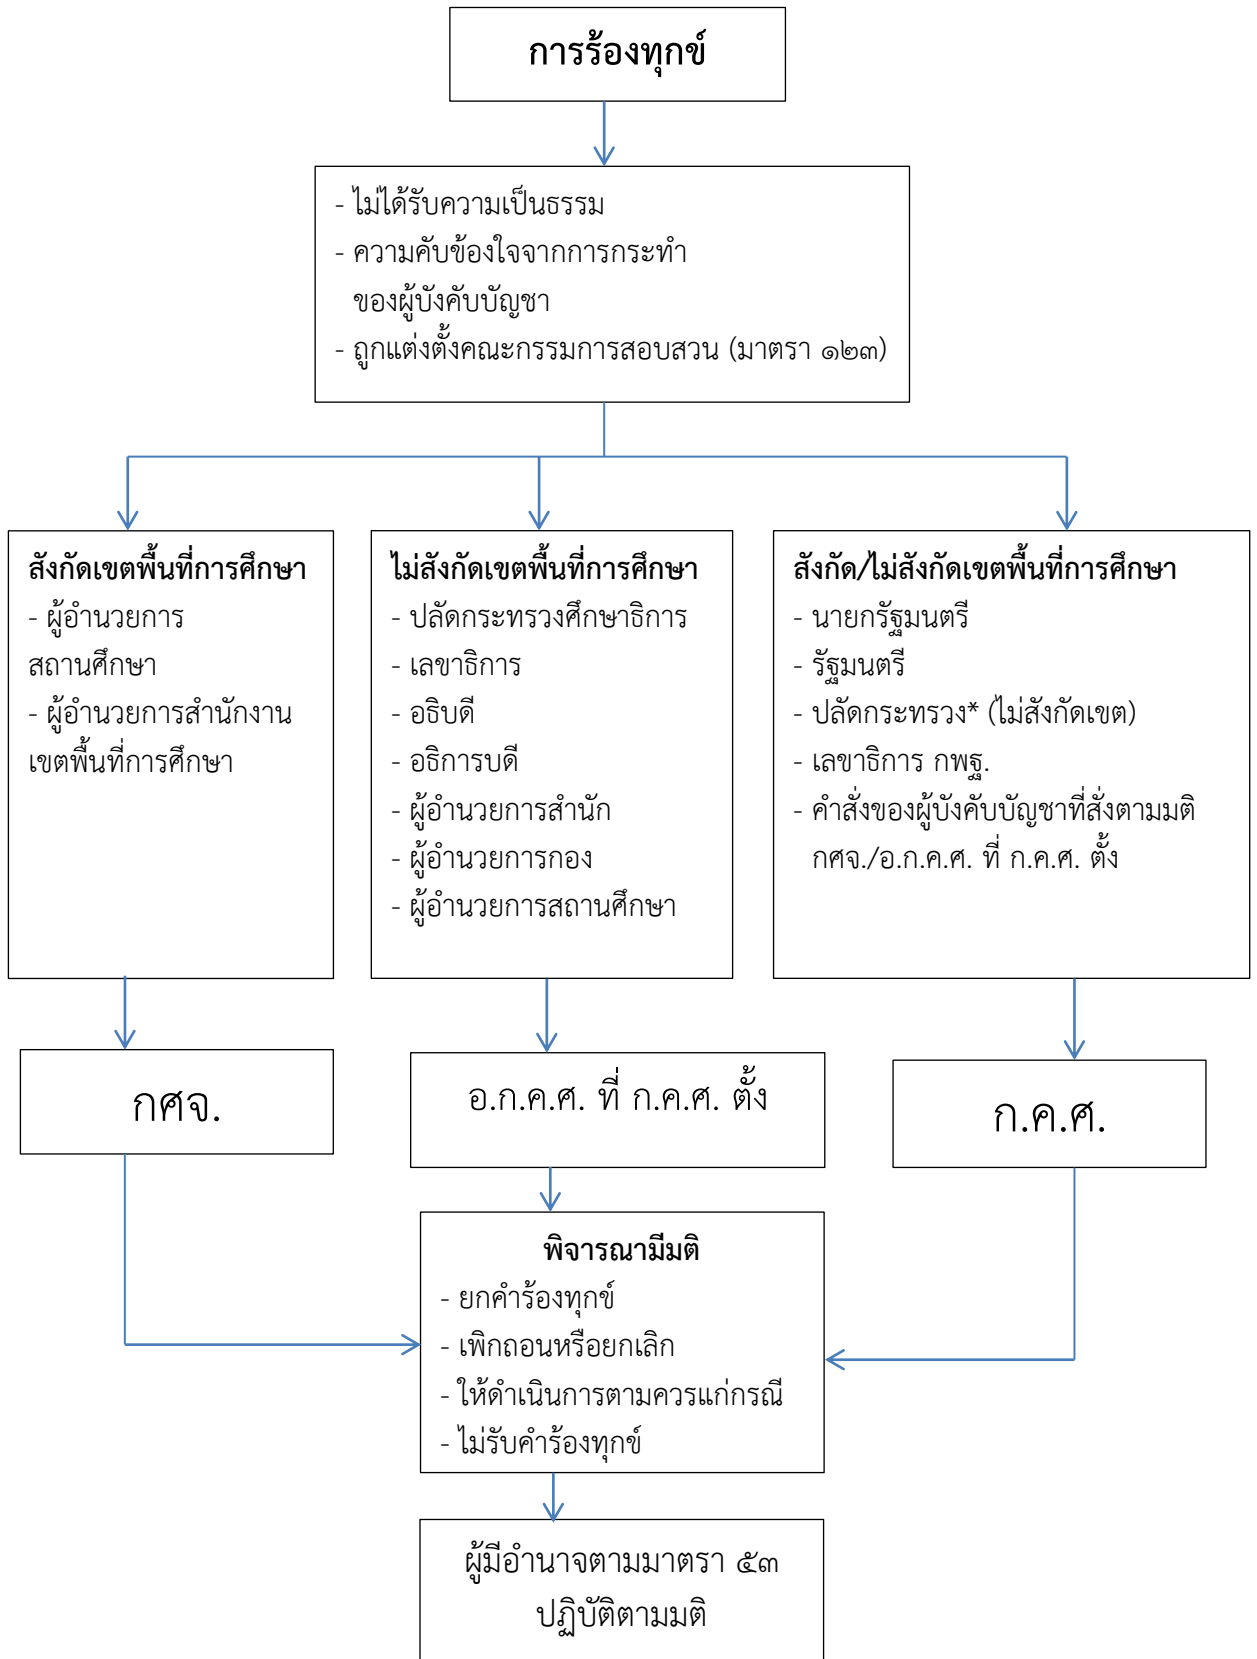 การร้องทุกข์
- ไม่ได้รับความเป็นธรรม
- ความคับข้องใจจากการกระทำ
ของผู้บังคับบัญชา
- ถูกแต่งตั้งคณะกรรมการสอบสวน (มาตรา ๑๒๓)
สังกัดเขตพื้นที่การศึกษา
- ผู้อำนวยการ
สถานศึกษา
- ผู้อำนวยการสำนักงาน
เขตพื้นที่การศึกษา
ไม่สังกัดเขตพื้นที่การศึกษา
- ปลัดกระทรวงศึกษาธิการ
- เลขาธิการ
- อธิบดี
- อธิการบดี
- ผู้อำนวยการสำนัก
- ผู้อำนวยการกอง
- ผู้อำนวยการสถานศึกษา
สังกัด/ไม่สังกัดเขตพื้นที่การศึกษา
- นายกรัฐมนตรี
- รัฐมนตรี
- ปลัดกระทรวง* (ไม่สังกัดเขต)
- เลขาธิการ กพฐ.
- คำสั่งของผู้บังคับบัญชาที่สั่งตามมติ
กศจ./อ.ก.ค.ศ. ที่ ก.ค.ศ. ตั้ง
กศจ.
อ.ก.ค.ศ. ที่ ก.ค.ศ. ตั้ง
ก.ค.ศ.
พิจารณามีมติ
- ยกคำร้องทุกข์
- เพิกถอนหรือยกเลิก
- ให้ดำเนินการตามควรแก่กรณี
- ไม่รับคำร้องทุกข์
ผู้มีอำนาจตามมาตรา ๕๓
ปฏิบัติตามมติ